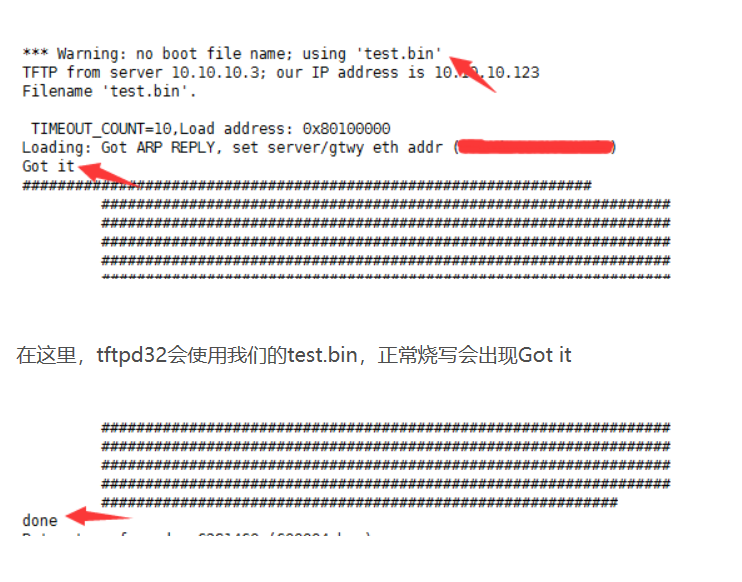 *** Warning: no boot file name; using 'test.bin'
TFTP from server 10.10.10.3; our IP address is 10.10.10.123
Filename 'test.bin'.
TIMEOUT_COUNT=10,Load address: 0x80100000
Loading: Got ARP REPLY, set server/gtwy eth addr ( )
Got it
#################################################################
#################################################################
#################################################################
#################################################################
#################################################################
#################################################################
在这里，tftpd32会使用我们的test.bin，正常烧写会出现Got it
#################################################################
#################################################################
#################################################################
#################################################################
###########################################################
done